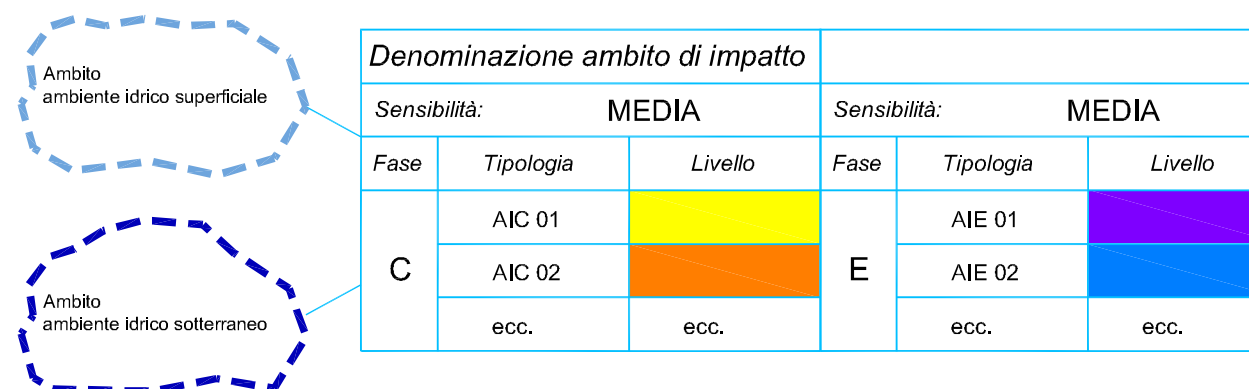 Ambito
ambiente idrico superficiale
Denominazione ambito di impatto
Sensibilità: MEDIA Sensibilità: MEDIA
Fase Tipologia Livello Fase Tipologia Livello
AIC 01 AIE 01
C AIC 02 E AIE 02
ecc. ecc. ecc. ecc.
Ambito
ambiente idrico sotterraneo